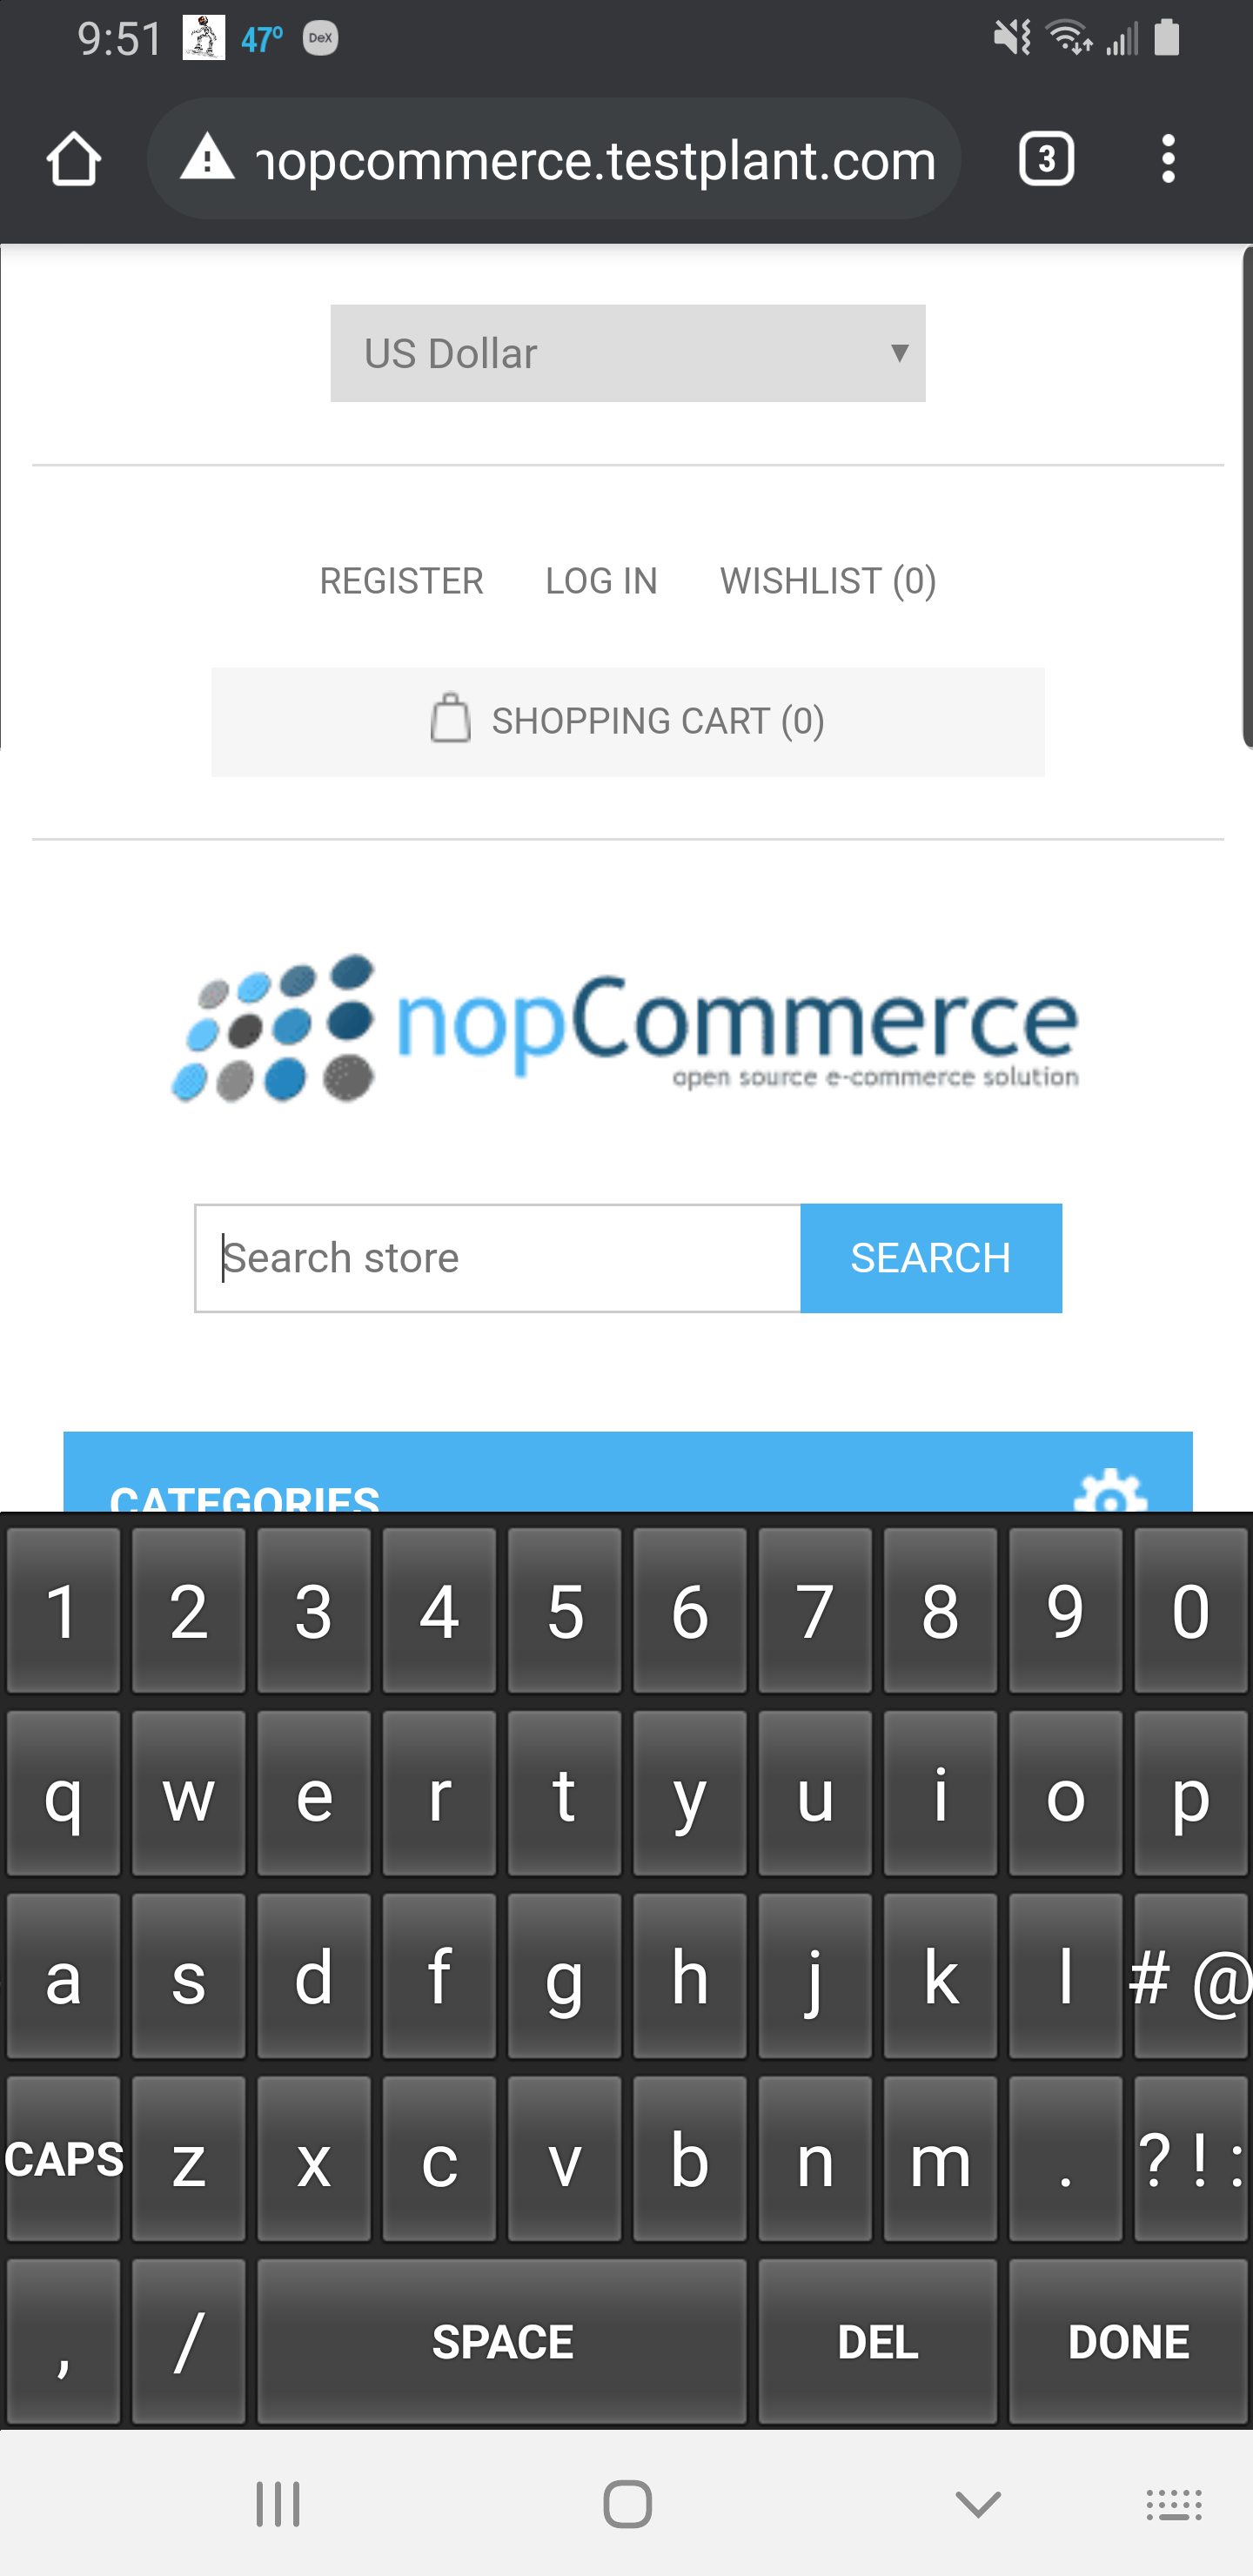 9:51 47° DeX
nopcommerce.testplant.com 3
US Dollar
REGISTER LOG IN WISHLIST (0)
SHOPPING CART (0)
nopCommerce
open source e-commerce solution
Search store SEARCH
CATEGORIES
1 2 3 4 5 6 7 8 9 0
q w e r t y u i o p
a s d f g h j k l # @
CAPS z x c v b n m . ? ! :
, / SPACE DEL DONE